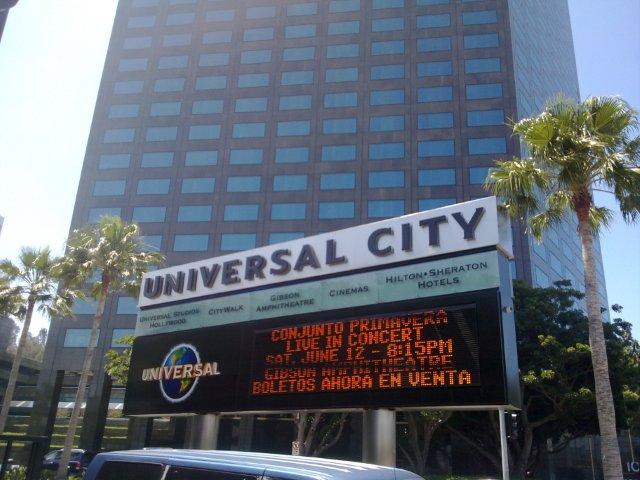 UNIVERSAL CITY
UNIVERSAL STUDIOS HOLLYWOOD
CITYWALK
GIBSON AMPHITHEATRE
CINEMAS
HILTON • SHERATON HOTELS
UNIVERSAL
CONJUNTO PRIMAVERA
LIVE IN CONCERT
SAT. JUNE 12 - 8:15PM
GIBSON AMPHITHEATRE
BOLETOS AHORA EN VENTA